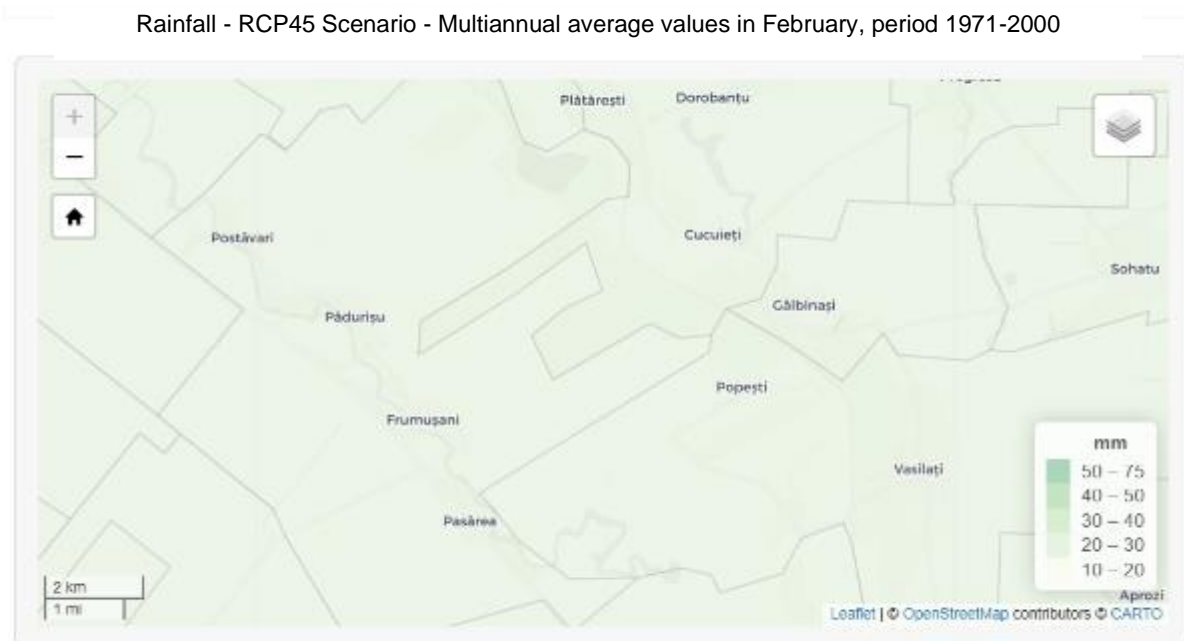 Rainfall - RCP45 Scenario - Multiannual average values in February, period 1971-2000
+
−
Plătărești
Dorobanțu
Postăvari
Cucuieți
Sohatu
Gălbinași
Pădurișu
Popești
Frumușani
Vasilați
Pasărea
mm
50 – 75
40 – 50
30 – 40
20 – 30
10 – 20
2 km
1 mi
Aprozi
Leaflet | © OpenStreetMap contributors © CARTO